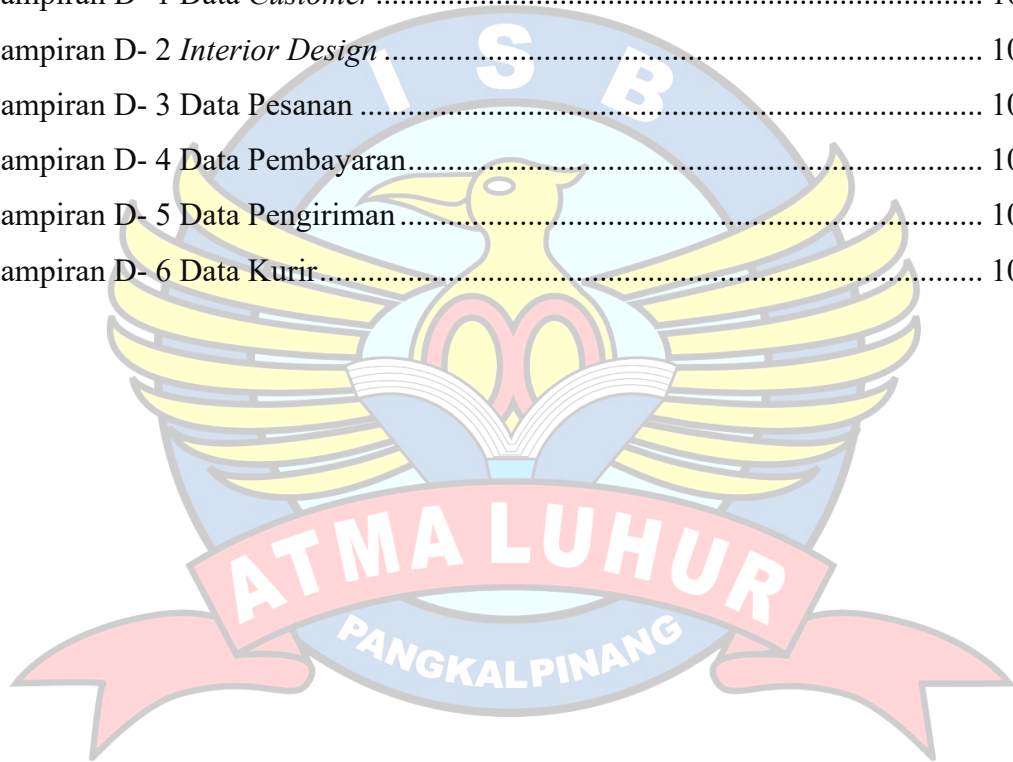 ampiran D- 1 Data Customer ........................................................................... 10
ampiran D- 2 Interior Design .......................................................................... 10
ampiran D- 3 Data Pesanan ............................................................................. 10
ampiran D- 4 Data Pembayaran....................................................................... 10
ampiran D- 5 Data Pengiriman ........................................................................ 10
ampiran D- 6 Data Kurir.................................................................................. 10
I S B
ATMA LUHUR
PANGKALPINANG